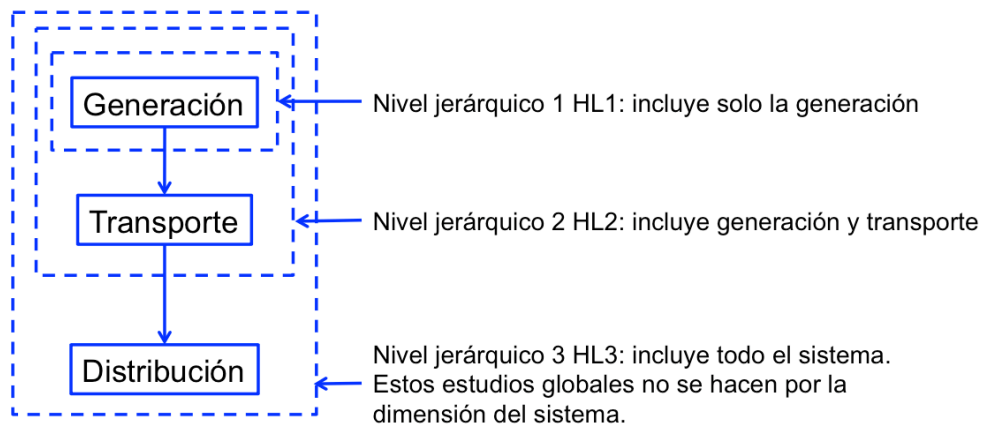 Generación
Nivel jerárquico 1 HL1: incluye solo la generación
Transporte
Nivel jerárquico 2 HL2: incluye generación y transporte
Distribución
Nivel jerárquico 3 HL3: incluye todo el sistema.
Estos estudios globales no se hacen por la
dimensión del sistema.